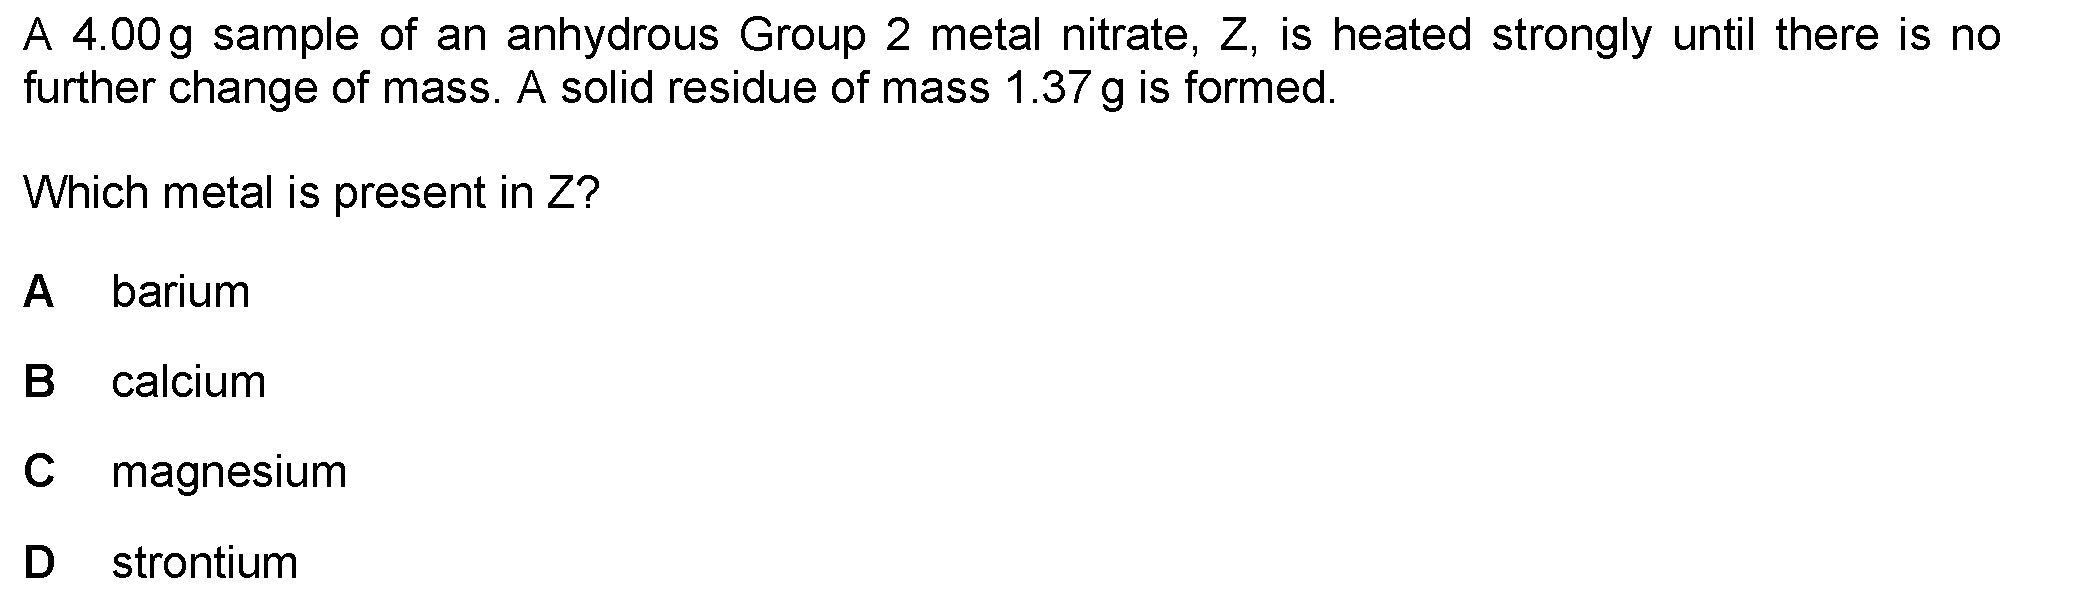 A 4.00 g sample of an anhydrous Group 2 metal nitrate, Z, is heated strongly until there is no
further change of mass. A solid residue of mass 1.37 g is formed.
Which metal is present in Z?
A barium
B calcium
C magnesium
D strontium